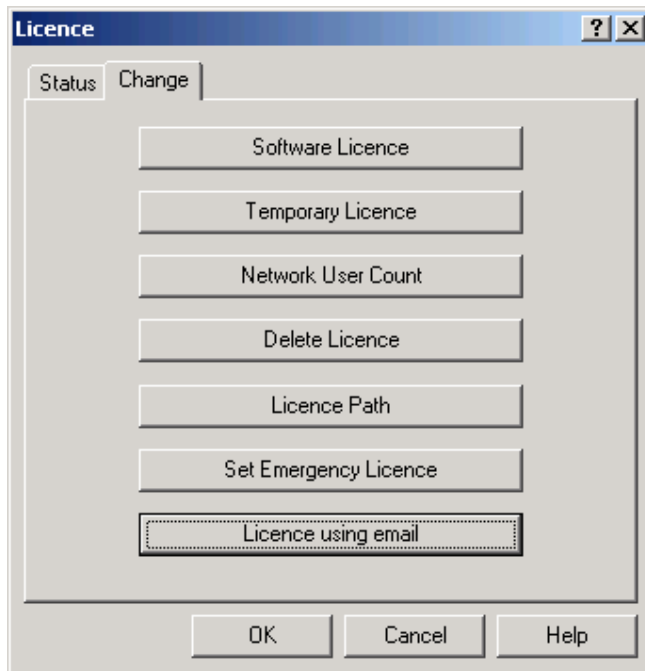 Licence
Status Change
Software Licence
Temporary Licence
Network User Count
Delete Licence
Licence Path
Set Emergency Licence
Licence using email
OK Cancel Help